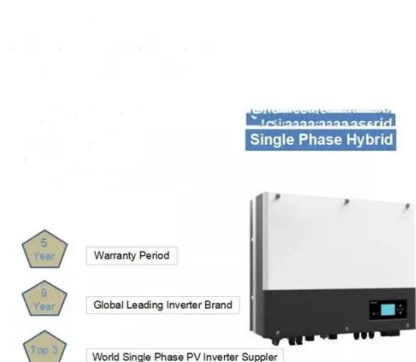 Single Phase Hybrid
5
Year
Warranty Period
9
Year
Global Leading Inverter Brand
Top 3
World Single Phase PV Inverter Suppler